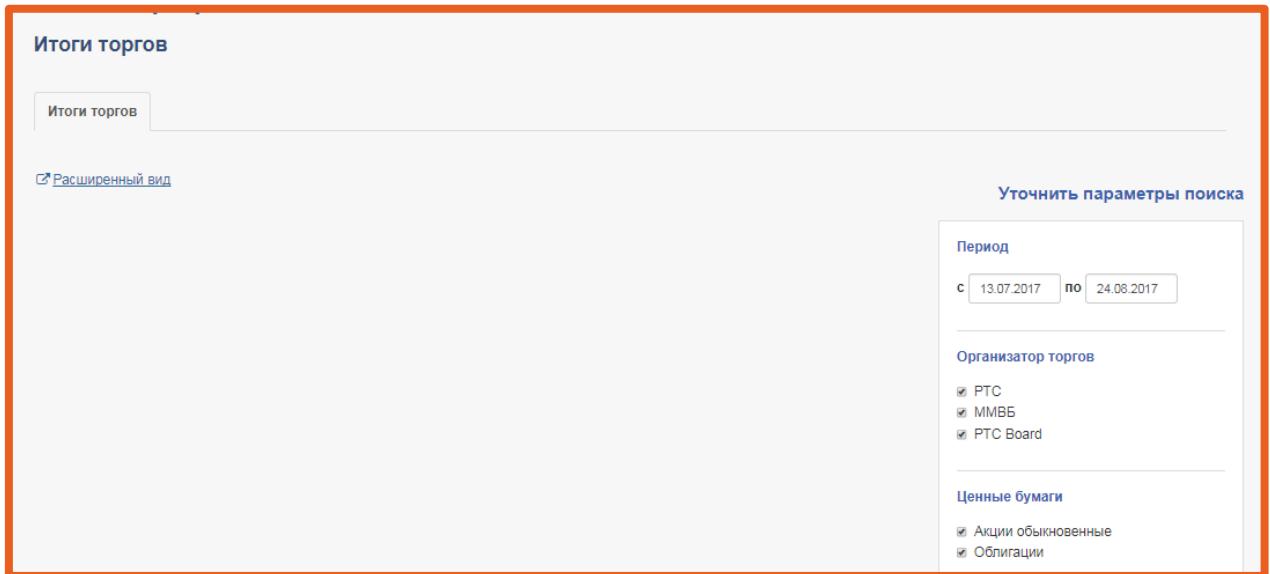 Итоги торгов
Итоги торгов
Расширенный вид
Уточнить параметры поиска
Период
с 13.07.2017 по 24.08.2017
Организатор торгов
РТС
ММВБ
РТС Board
Ценные бумаги
Акции обыкновенные
Облигации